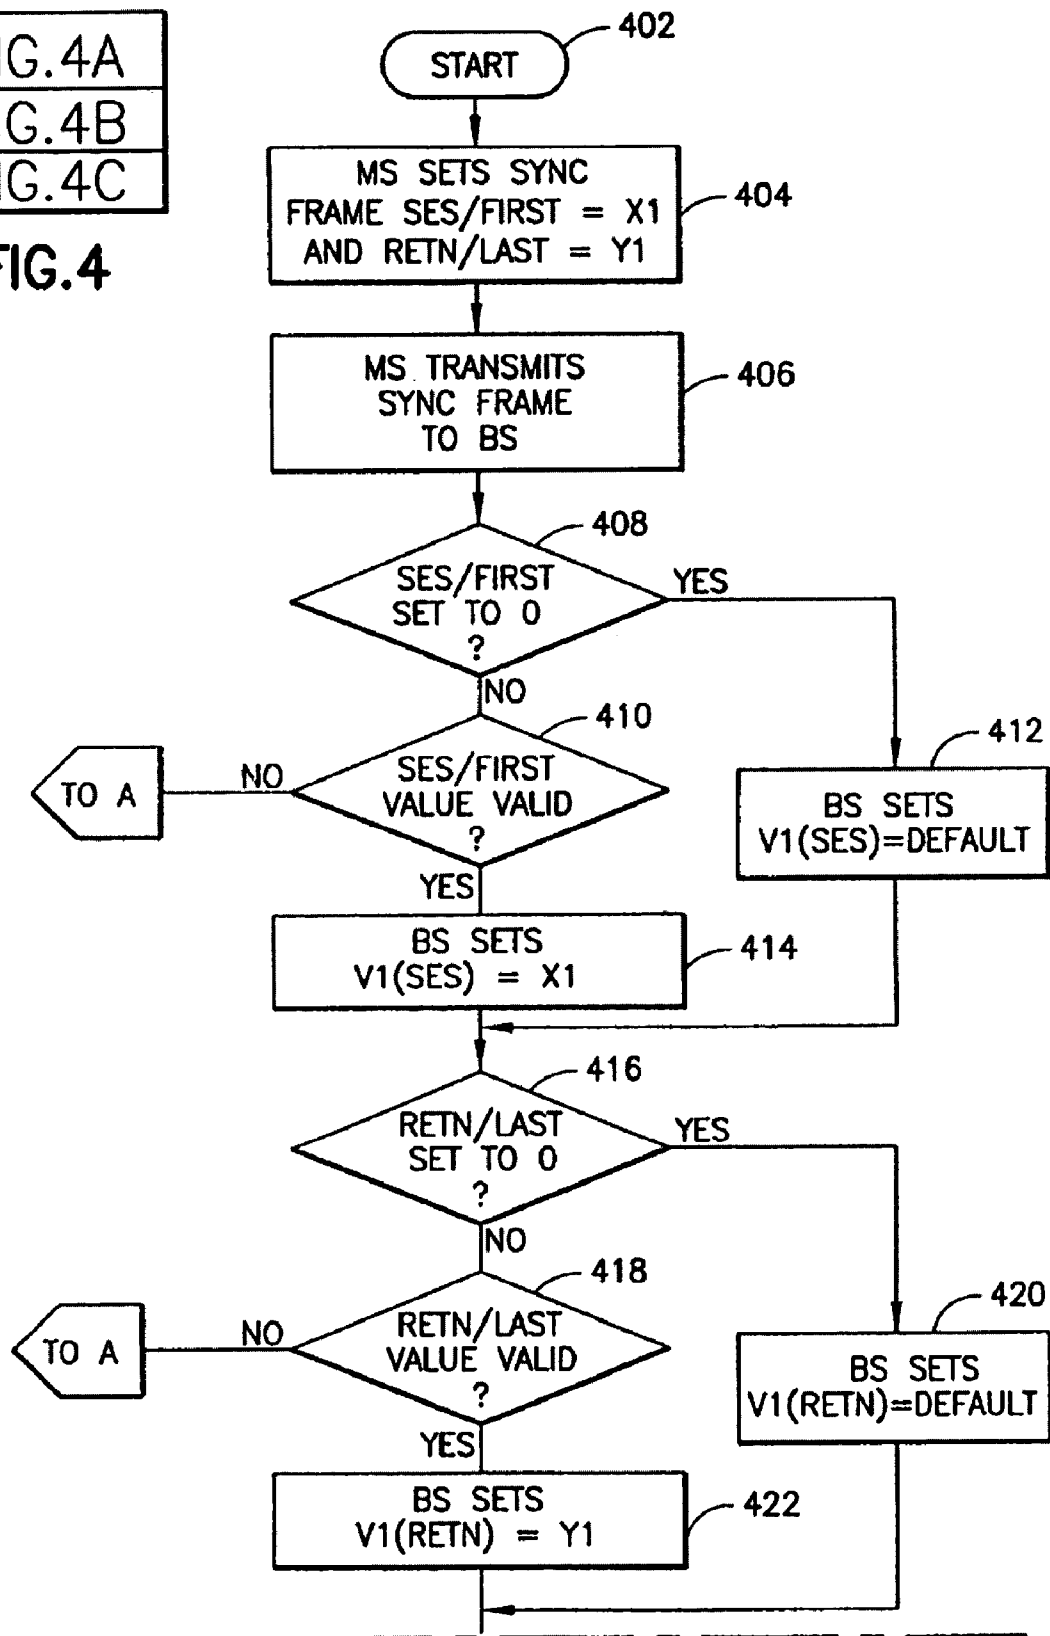 IG.4A
IG.4B
IG.4C
FIG.4
402
START
MS SETS SYNC
FRAME SES/FIRST = X1
AND RETN/LAST = Y1
404
MS TRANSMITS
SYNC FRAME
TO BS
406
408
SES/FIRST
SET TO 0
?
YES
NO
410
SES/FIRST
VALUE VALID
?
NO
TO A
412
BS SETS
V1(SES)=DEFAULT
YES
BS SETS
V1(SES) = X1
414
416
RETN/LAST
SET TO 0
?
YES
NO
418
RETN/LAST
VALUE VALID
?
NO
TO A
420
BS SETS
V1(RETN)=DEFAULT
YES
BS SETS
V1(RETN) = Y1
422